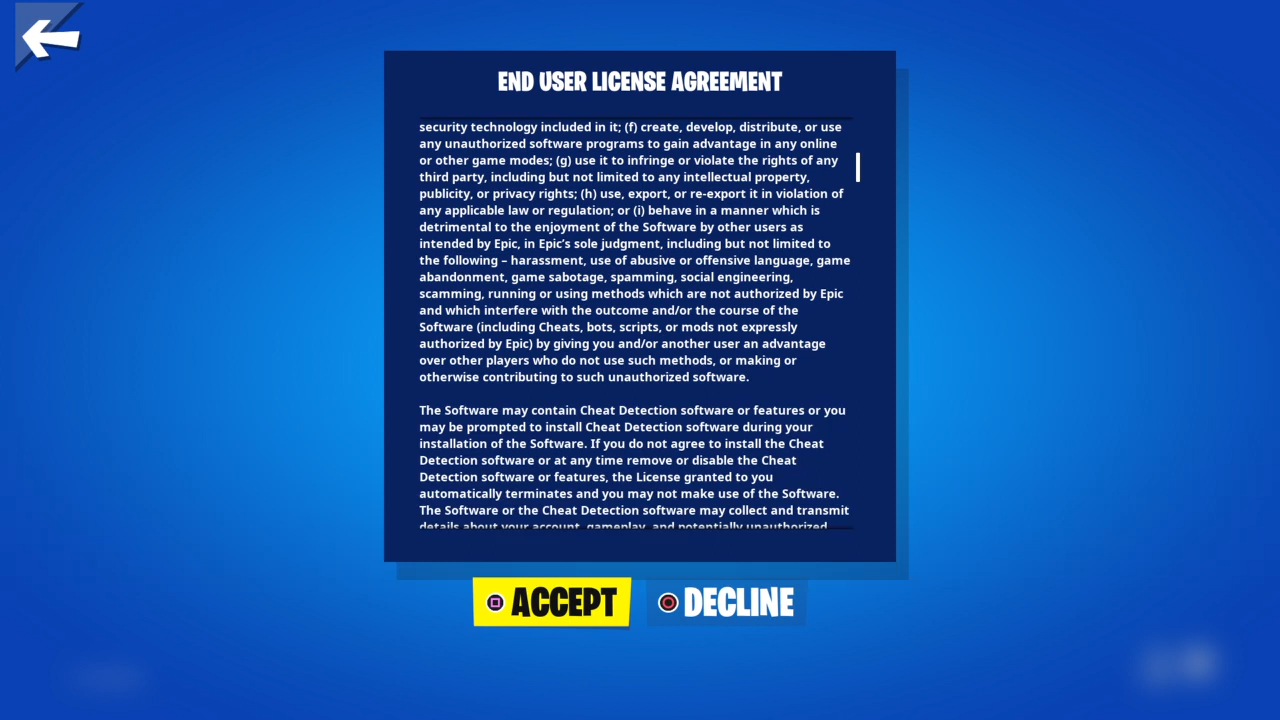 END USER LICENSE AGREEMENT
security technology included in it; (f) create, develop, distribute, or use
any unauthorized software programs to gain advantage in any online
or other game modes; (g) use it to infringe or violate the rights of any
third party, including but not limited to any intellectual property,
publicity, or privacy rights; (h) use, export, or re-export it in violation of
any applicable law or regulation; or (i) behave in a manner which is
detrimental to the enjoyment of the Software by other users as
intended by Epic, in Epic’s sole judgment, including but not limited to
the following – harassment, use of abusive or offensive language, game
abandonment, game sabotage, spamming, social engineering,
scamming, running or using methods which are not authorized by Epic
and which interfere with the outcome and/or the course of the
Software (including Cheats, bots, scripts, or mods not expressly
authorized by Epic) by giving you and/or another user an advantage
over other players who do not use such methods, or making or
otherwise contributing to such unauthorized software.
The Software may contain Cheat Detection software or features or you
may be prompted to install Cheat Detection software during your
installation of the Software. If you do not agree to install the Cheat
Detection software or at any time remove or disable the Cheat
Detection software or features, the License granted to you
automatically terminates and you may not make use of the Software.
The Software or the Cheat Detection software may collect and transmit
details about your account, gameplay, and potentially unauthorized
ACCEPT DECLINE